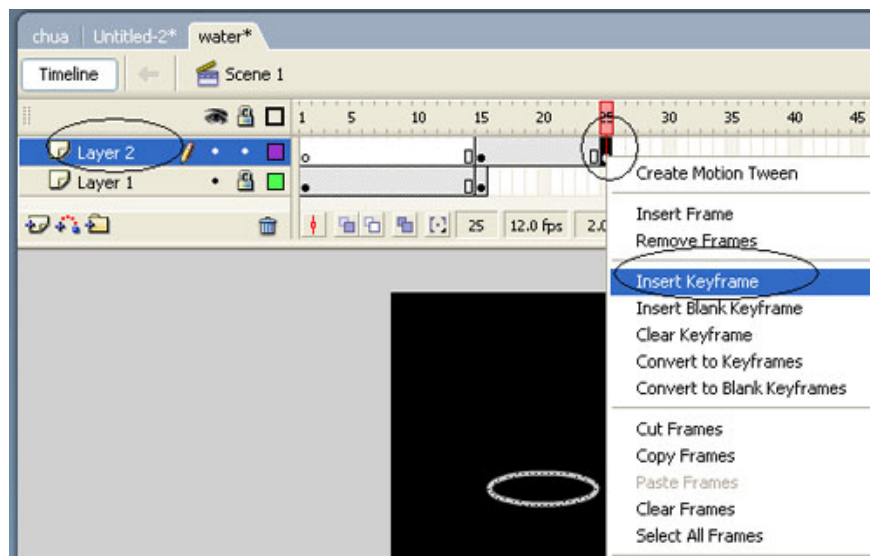 chua Untitled-2* water*
Timeline Scene 1
1 5 10 15 20 25 30 35 40 45
Layer 2
Layer 1
25 12.0 fps
Create Motion Tween
Insert Frame
Remove Frames
Insert Keyframe
Insert Blank Keyframe
Clear Keyframe
Convert to Keyframes
Convert to Blank Keyframes
Cut Frames
Copy Frames
Paste Frames
Clear Frames
Select All Frames